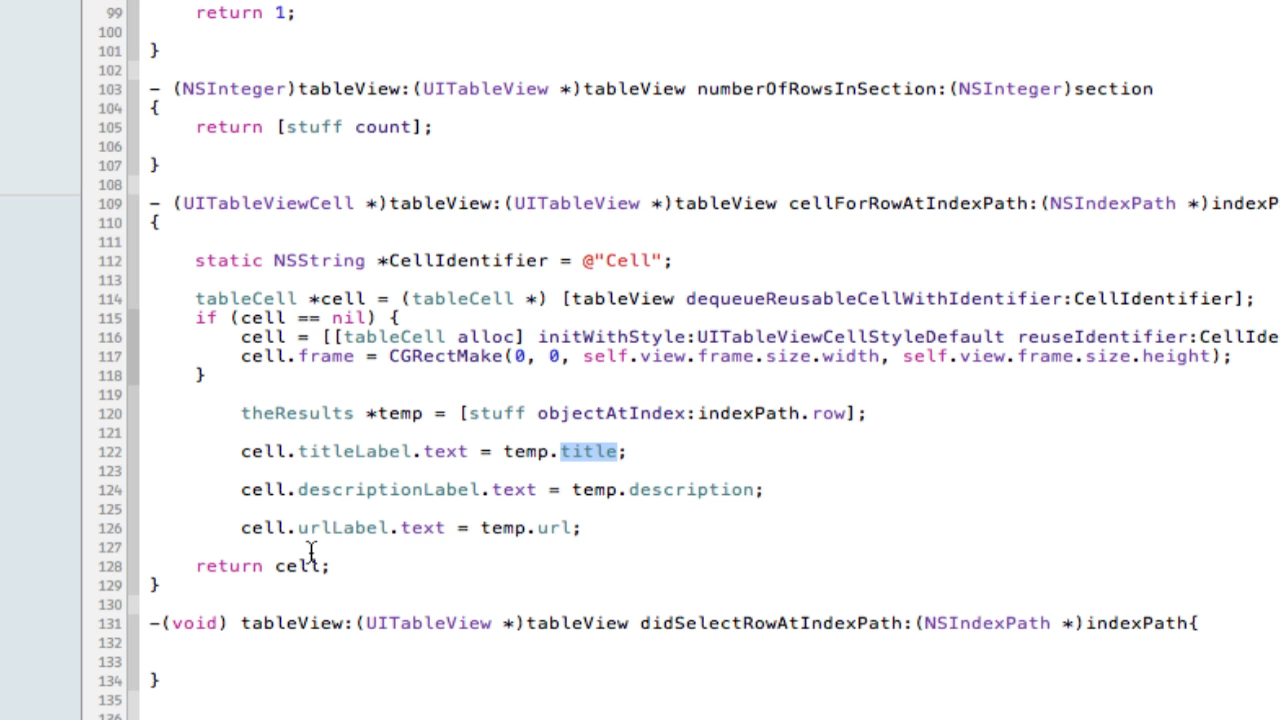 99 return 1;
100
101 }
102
103 - (NSInteger)tableView:(UITableView *)tableView numberOfRowsInSection:(NSInteger)section
104 {
105 return [stuff count];
106
107 }
108
109 - (UITableViewCell *)tableView:(UITableView *)tableView cellForRowAtIndexPath:(NSIndexPath *)indexP
110 {
111
112 static NSString *CellIdentifier = @"Cell";
113
114 tableCell *cell = (tableCell *) [tableView dequeueReusableCellWithIdentifier:CellIdentifier];
115 if (cell == nil) {
116 cell = [[tableCell alloc] initWithStyle:UITableViewCellStyleDefault reuseIdentifier:CellIde
117 cell.frame = CGRectMake(0, 0, self.view.frame.size.width, self.view.frame.size.height);
118 }
119
120 theResults *temp = [stuff objectAtIndex:indexPath.row];
121
122 cell.titleLabel.text = temp.title;
123
124 cell.descriptionLabel.text = temp.description;
125
126 cell.urlLabel.text = temp.url;
127
128 return cell;
129 }
130
131 -(void) tableView:(UITableView *)tableView didSelectRowAtIndexPath:(NSIndexPath *)indexPath{
132
133
134 }
135
136